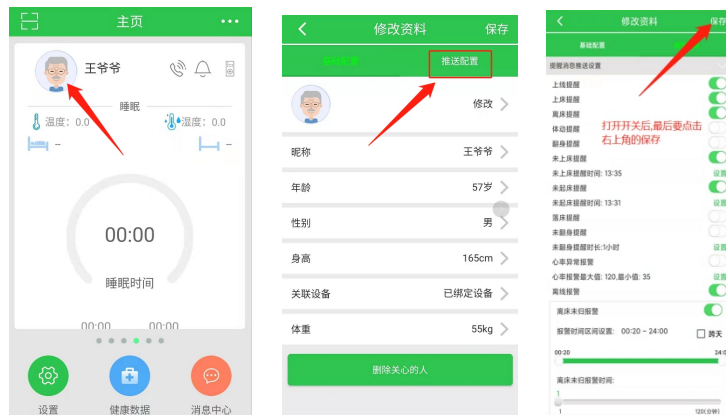 主页
王爷爷
睡眠
温度: 0.0
湿度: 0.0
–
–
00:00
睡眠时间
00:00
00:00
设置
健康数据
消息中心
修改资料
保存
基础配置
推送配置
修改
昵称
王爷爷
年龄
57岁
性别
男
身高
165cm
关联设备
已绑定设备
体重
55kg
删除关心的人
修改资料
保存
基础配置
提醒消息推送设置
上线提醒
上床提醒
离床提醒
体动提醒
翻身提醒
未上床提醒
未上床提醒时间: 13:35
设置
未起床提醒
未起床提醒时间: 13:31
设置
落床提醒
未翻身提醒
未翻身提醒时长:1小时
设置
心率异常报警
心率报警最大值: 120,最小值: 35
设置
离线报警
打开开关后,最后要点击
右上角的保存
离床未归报警
报警时间区间设置: 00:20 – 24:00
跨天
00:20
24:0
离床未归报警时间:
1
1
120(分钟)